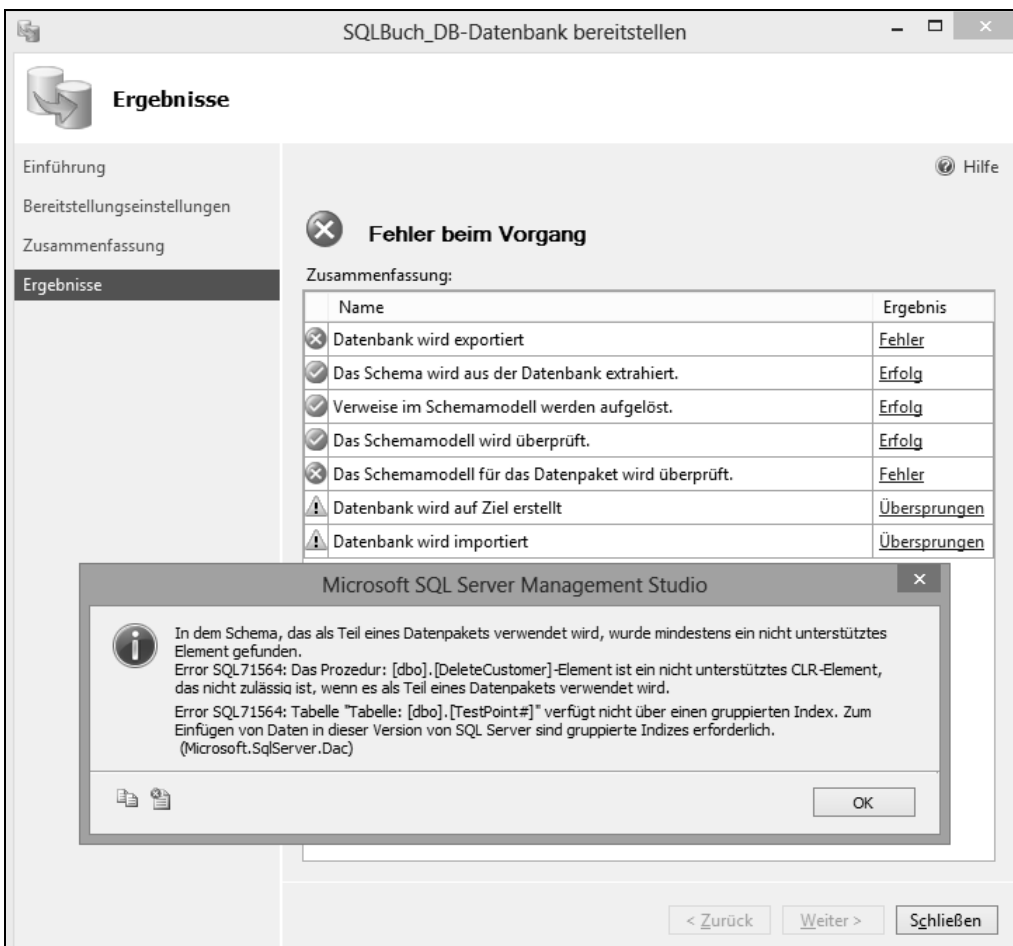 SQLBuch_DB-Datenbank bereitstellen
Ergebnisse
Einführung
Bereitstellungseinstellungen
Zusammenfassung
Ergebnisse
Hilfe
Fehler beim Vorgang
Zusammenfassung:
Name Ergebnis
Datenbank wird exportiert Fehler
Das Schema wird aus der Datenbank extrahiert. Erfolg
Verweise im Schemamodell werden aufgelöst. Erfolg
Das Schemamodell wird überprüft. Erfolg
Das Schemamodell für das Datenpaket wird überprüft. Fehler
Datenbank wird auf Ziel erstellt Übersprungen
Datenbank wird importiert Übersprungen
Microsoft SQL Server Management Studio
In dem Schema, das als Teil eines Datenpakets verwendet wird, wurde mindestens ein nicht unterstütztes
Element gefunden.
Error SQL71564: Das Prozedur: [dbo].[DeleteCustomer]-Element ist ein nicht unterstütztes CLR-Element,
das nicht zulässig ist, wenn es als Teil eines Datenpakets verwendet wird.
Error SQL71564: Tabelle "Tabelle: [dbo].[TestPoint#]" verfügt nicht über einen gruppierten Index. Zum
Einfügen von Daten in dieser Version von SQL Server sind gruppierte Indizes erforderlich.
(Microsoft.SqlServer.Dac)
OK
< Zurück
Weiter >
Schließen